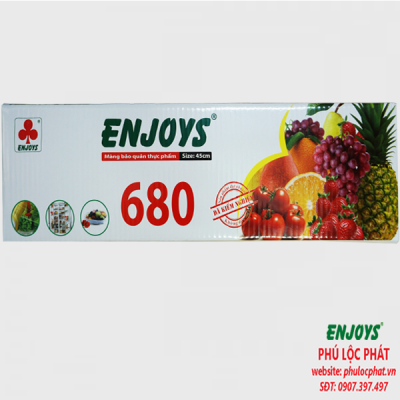 ENJOYS
ENJOYS®
Màng bảo quản thực phẩm Size: 45cm
680
ĐÃ KIỂM NGHIỆM
ENJOYS®
PHÚ LỘC PHÁT
website: phulocphat.vn
SĐT: 0907.397.497